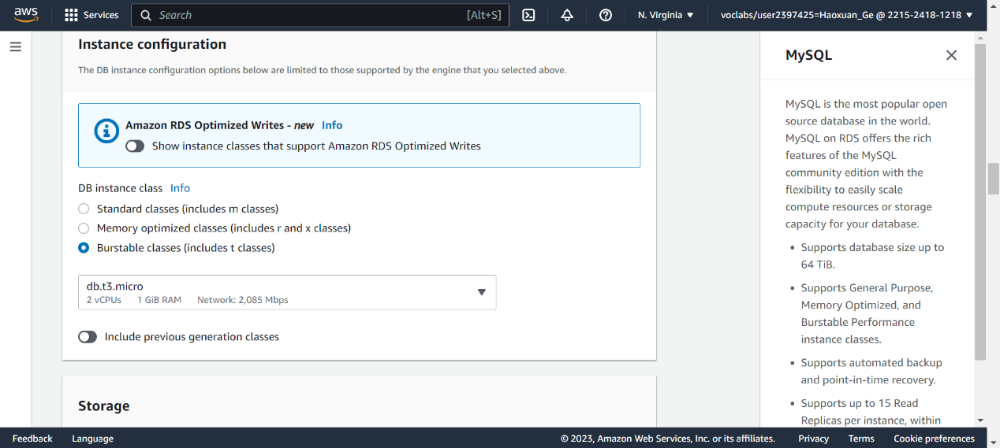 aws
Services
Search [Alt+S]
N. Virginia
voclabs/user2397425=Haoxuan_Ge @ 2215-2418-1218
Instance configuration
The DB instance configuration options below are limited to those supported by the engine that you selected above.
Amazon RDS Optimized Writes - new Info
Show instance classes that support Amazon RDS Optimized Writes
DB instance class Info
Standard classes (includes m classes)
Memory optimized classes (includes r and x classes)
Burstable classes (includes t classes)
db.t3.micro
2 vCPUs 1 GiB RAM Network: 2,085 Mbps
Include previous generation classes
Storage
MySQL
MySQL is the most popular open
source database in the world.
MySQL on RDS offers the rich
features of the MySQL
community edition with the
flexibility to easily scale
compute resources or storage
capacity for your database.
• Supports database size up to
64 TiB.
• Supports General Purpose,
Memory Optimized, and
Burstable Performance
instance classes.
• Supports automated backup
and point-in-time recovery.
• Supports up to 15 Read
Replicas per instance, within
Feedback Language
© 2023, Amazon Web Services, Inc. or its affiliates.
Privacy Terms Cookie preferences